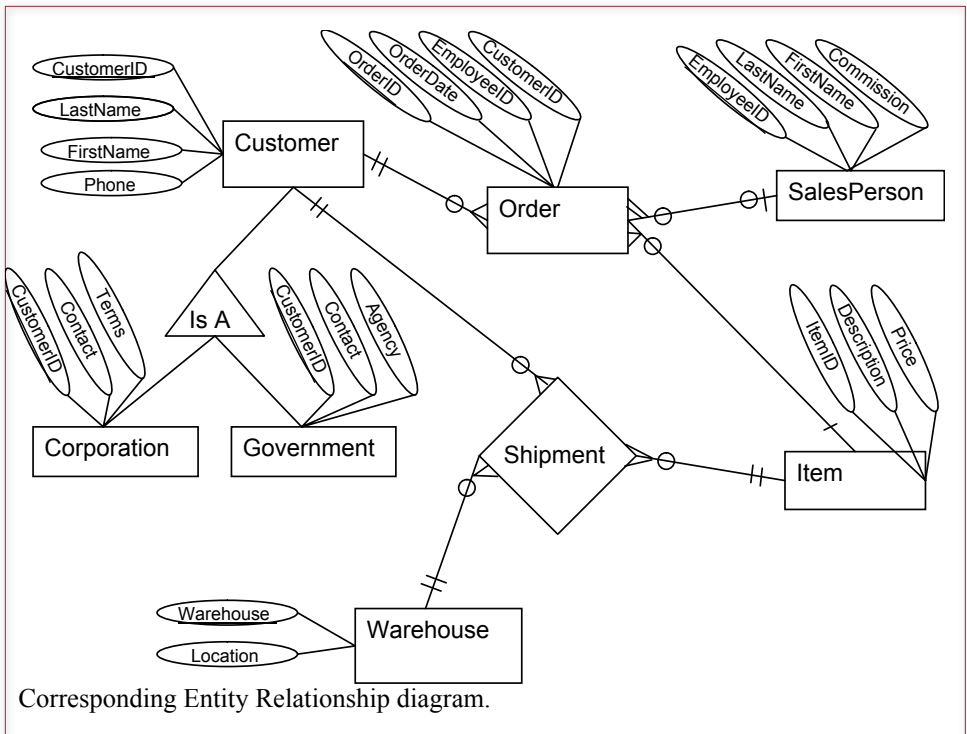 CustomerID
LastName
FirstName
Phone
Customer
OrderID
OrderDate
EmployeeID
CustomerID
Order
EmployeeID
LastName
FirstName
Commission
SalesPerson
CustomerID
Contact
Terms
Is A
CustomerID
Contact
Agency
Corporation
Government
Shipment
ItemID
Description
Price
Item
Warehouse
Location
Warehouse
Corresponding Entity Relationship diagram.